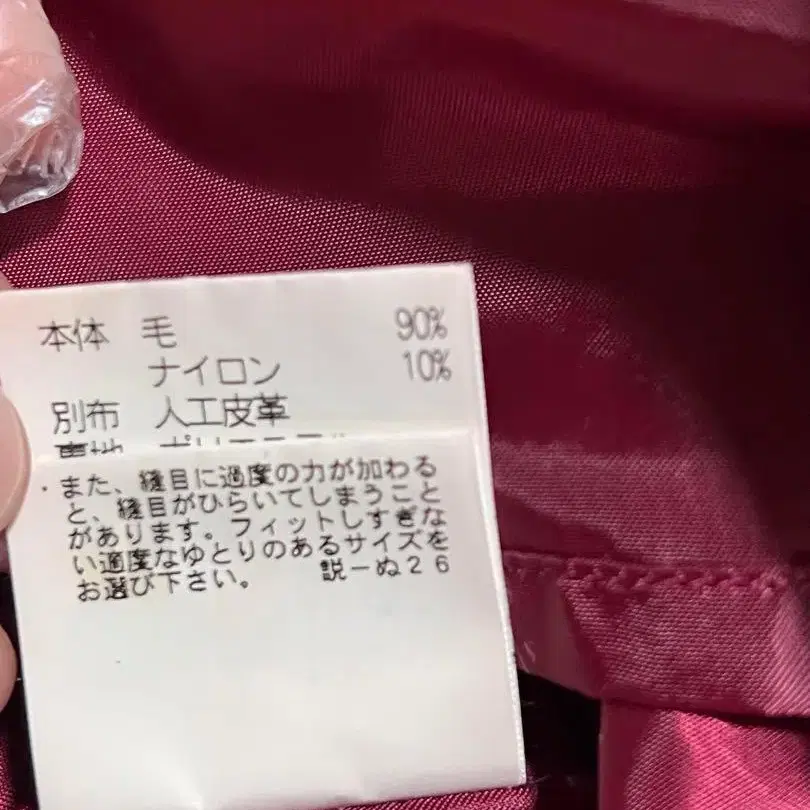 本体 毛 90%
ナイロン 10%
別布 人工皮革
・また、縫目に過度の力が加わる
と、縫目がひらいてしまうこと
があります。フィットしすぎな
い適度なゆとりのあるサイズを
お選び下さい。 説ーぬ26